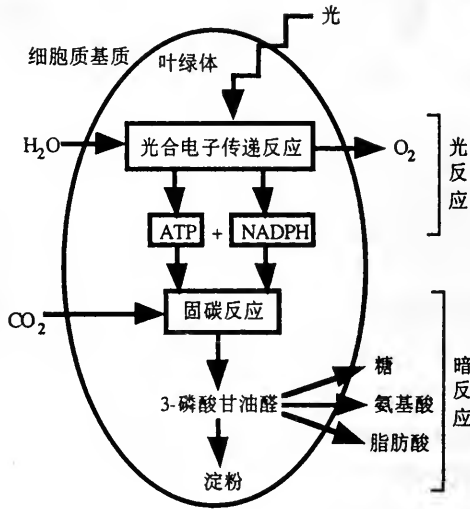 光
细胞质基质
叶绿体
H₂O
光合电子传递反应
O₂
光反应
ATP + NADPH
CO₂
固碳反应
3-磷酸甘油醛
糖
氨基酸
脂肪酸
暗反应
淀粉